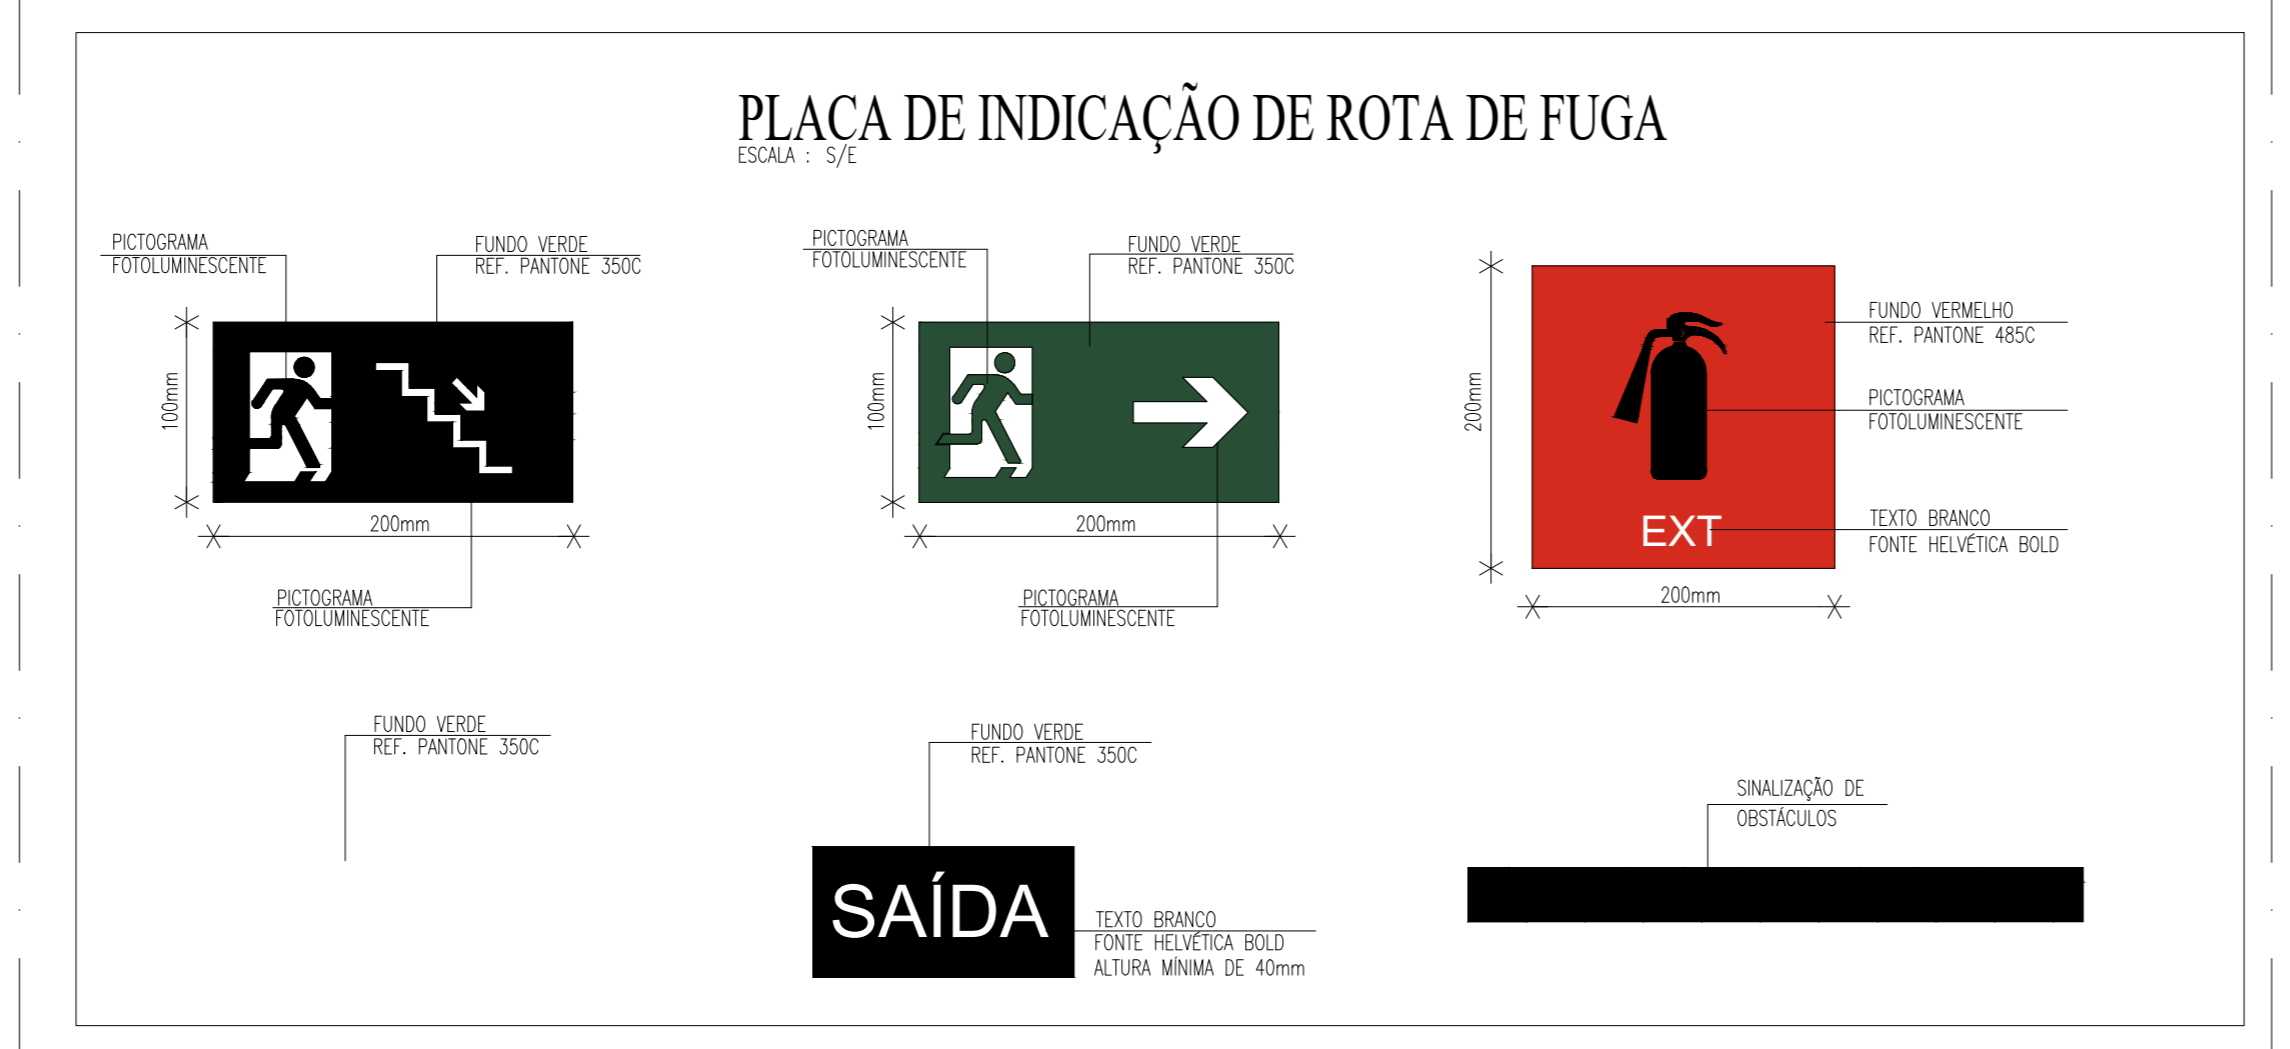 PLACA DE INDICAÇÃO DE ROTA DE FUGA
ESCALA : S/E
PICTOGRAMA
FOTOLUMINESCENTE
FUNDO VERDE
REF. PANTONE 350C
100mm
200mm
PICTOGRAMA
FOTOLUMINESCENTE
PICTOGRAMA
FOTOLUMINESCENTE
FUNDO VERDE
REF. PANTONE 350C
100mm
200mm
PICTOGRAMA
FOTOLUMINESCENTE
200mm
FUNDO VERMELHO
REF. PANTONE 485C
PICTOGRAMA
FOTOLUMINESCENTE
EXT
TEXTO BRANCO
FONTE HELVÉTICA BOLD
200mm
FUNDO VERDE
REF. PANTONE 350C
FUNDO VERDE
REF. PANTONE 350C
SAÍDA
TEXTO BRANCO
FONTE HELVÉTICA BOLD
ALTURA MÍNIMA DE 40mm
SINALIZAÇÃO DE
OBSTÁCULOS